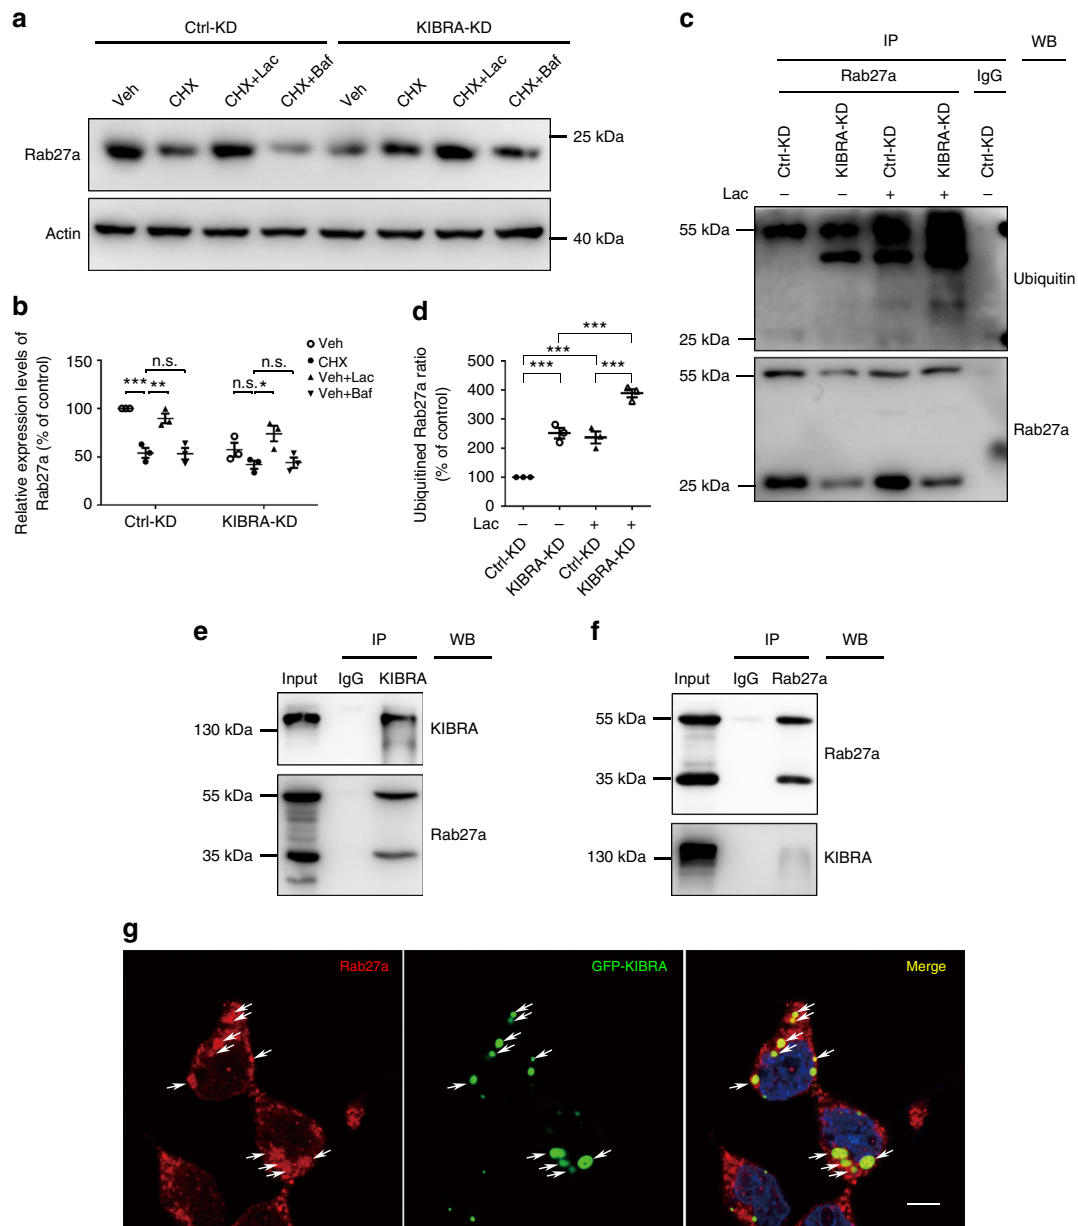 a
Ctrl-KD KIBRA-KD
Veh CHX CHX+Lac CHX+Baf Veh CHX CHX+Lac CHX+Baf
Rab27a
25 kDa
Actin
40 kDa
b
Relative expression levels of
Rab27a (% of control)
150
100
50
0
*** ** n.s.
n.s. * n.s.
Veh
CHX
Veh+Lac
Veh+Baf
Ctrl-KD KIBRA-KD
c
IP WB
Rab27a IgG
Ctrl-KD KIBRA-KD Ctrl-KD KIBRA-KD Ctrl-KD
Lac – – + + –
55 kDa
Ubiquitin
25 kDa
55 kDa
Rab27a
25 kDa
d
Ubiquitined Rab27a ratio
(% of control)
500
400
300
200
100
0
***
***
*** ***
Lac – – + +
Ctrl-KD KIBRA-KD Ctrl-KD KIBRA-KD
e
IP WB
Input IgG KIBRA
130 kDa
KIBRA
55 kDa
Rab27a
35 kDa
f
IP WB
Input IgG Rab27a
55 kDa
Rab27a
35 kDa
130 kDa
KIBRA
g
Rab27a GFP-KIBRA Merge